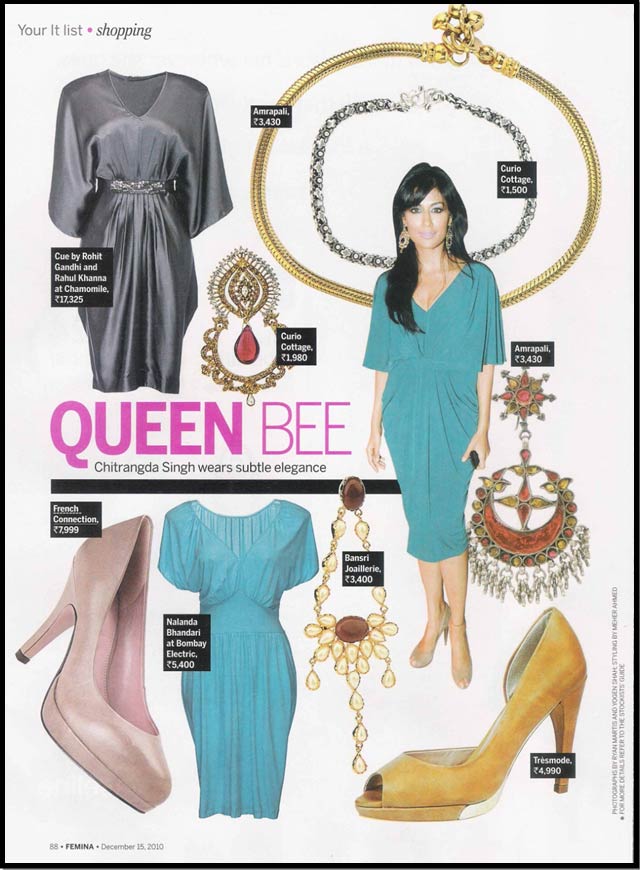 Your It list • shopping
Amrapali,
₹3,430
Curio
Cottage,
₹1,500
Cue by Rohit
Gandhi and
Rahul Khanna
at Chamomile,
₹17,325
Curio
Cottage,
₹1,980
Amrapali,
₹3,430
QUEEN BEE
Chitrangda Singh wears subtle elegance
French
Connection,
₹7,999
Bansri
Joaillerie,
₹3,400
Nalanda
Bhandari
at Bombay
Electric,
₹5,400
Trèsmode,
₹4,990
PHOTOGRAPHS BY RYAN MARTIS AND YOGEN SHAH; STYLING BY MEHER AHMED
● FOR MORE DETAILS REFER TO THE STOCKISTS' GUIDE
88 • FEMINA • December 15, 2010